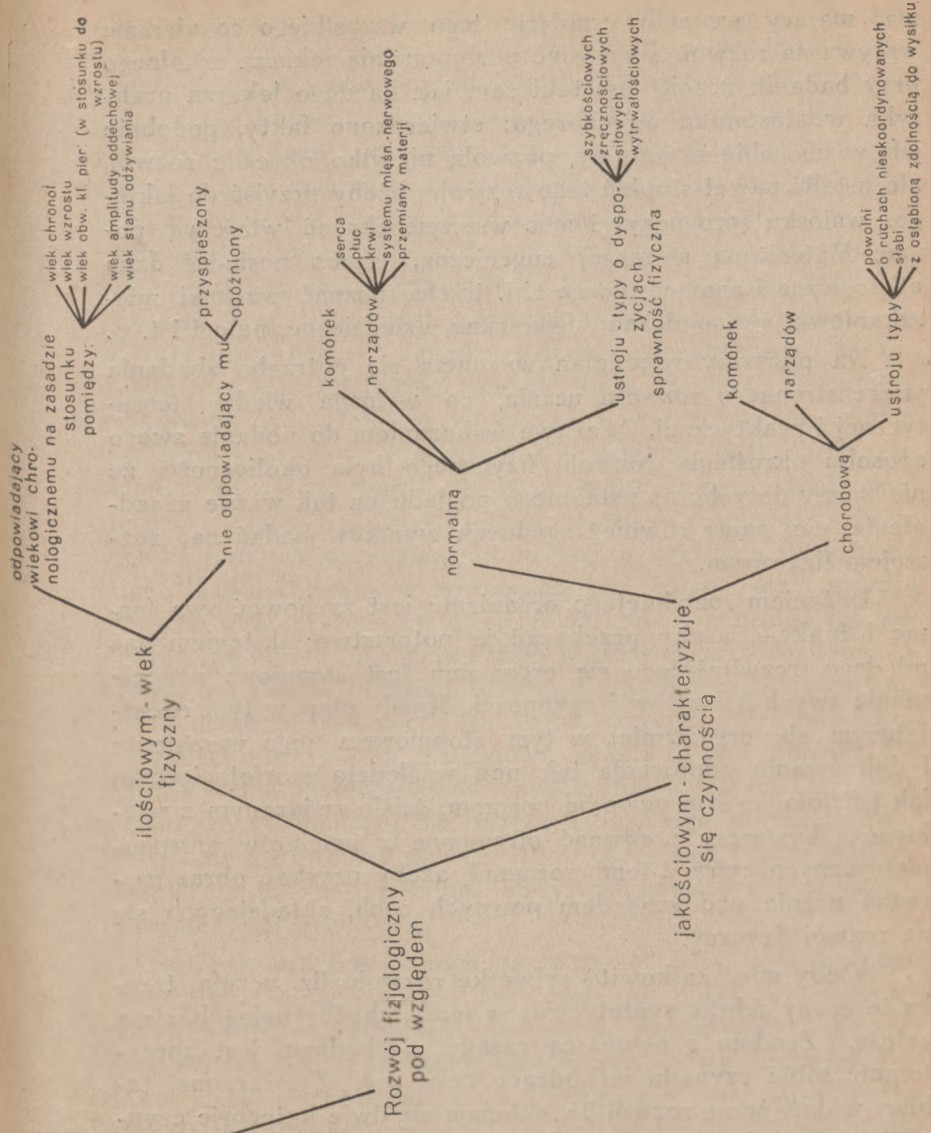 Rozwój fizjologiczny
pod względem
ilościowym - wiek
fizyczny
odpowiadający
wiekowi chro-
nologicznemu na zasadzie
stosunku
pomiędzy:
wiek chronol
wiek wzrostu
wiek obw. kl. pier (w stosunku do
wzrostu)
wiek amplitudy oddechowej
wiek stanu odżywiania
nie odpowiadający mu
przyspieszony
opóźniony
jakościowym - charakteryzuje
się czynnością
normalną
komórek
narządów
serca
płuc
krwi
systemu mięśn.-nerwowego
przemiany materji
ustroju typy o dyspo-
zycjach
sprawność fizyczna
szybkościowych
zręcznościowych
siłowych
wytrwałościowych
chorobową
komórek
narządów
ustroju typy
powolni
o ruchach nieskoordynowanych
słabi
z osłabioną zdolnością do wysiłku